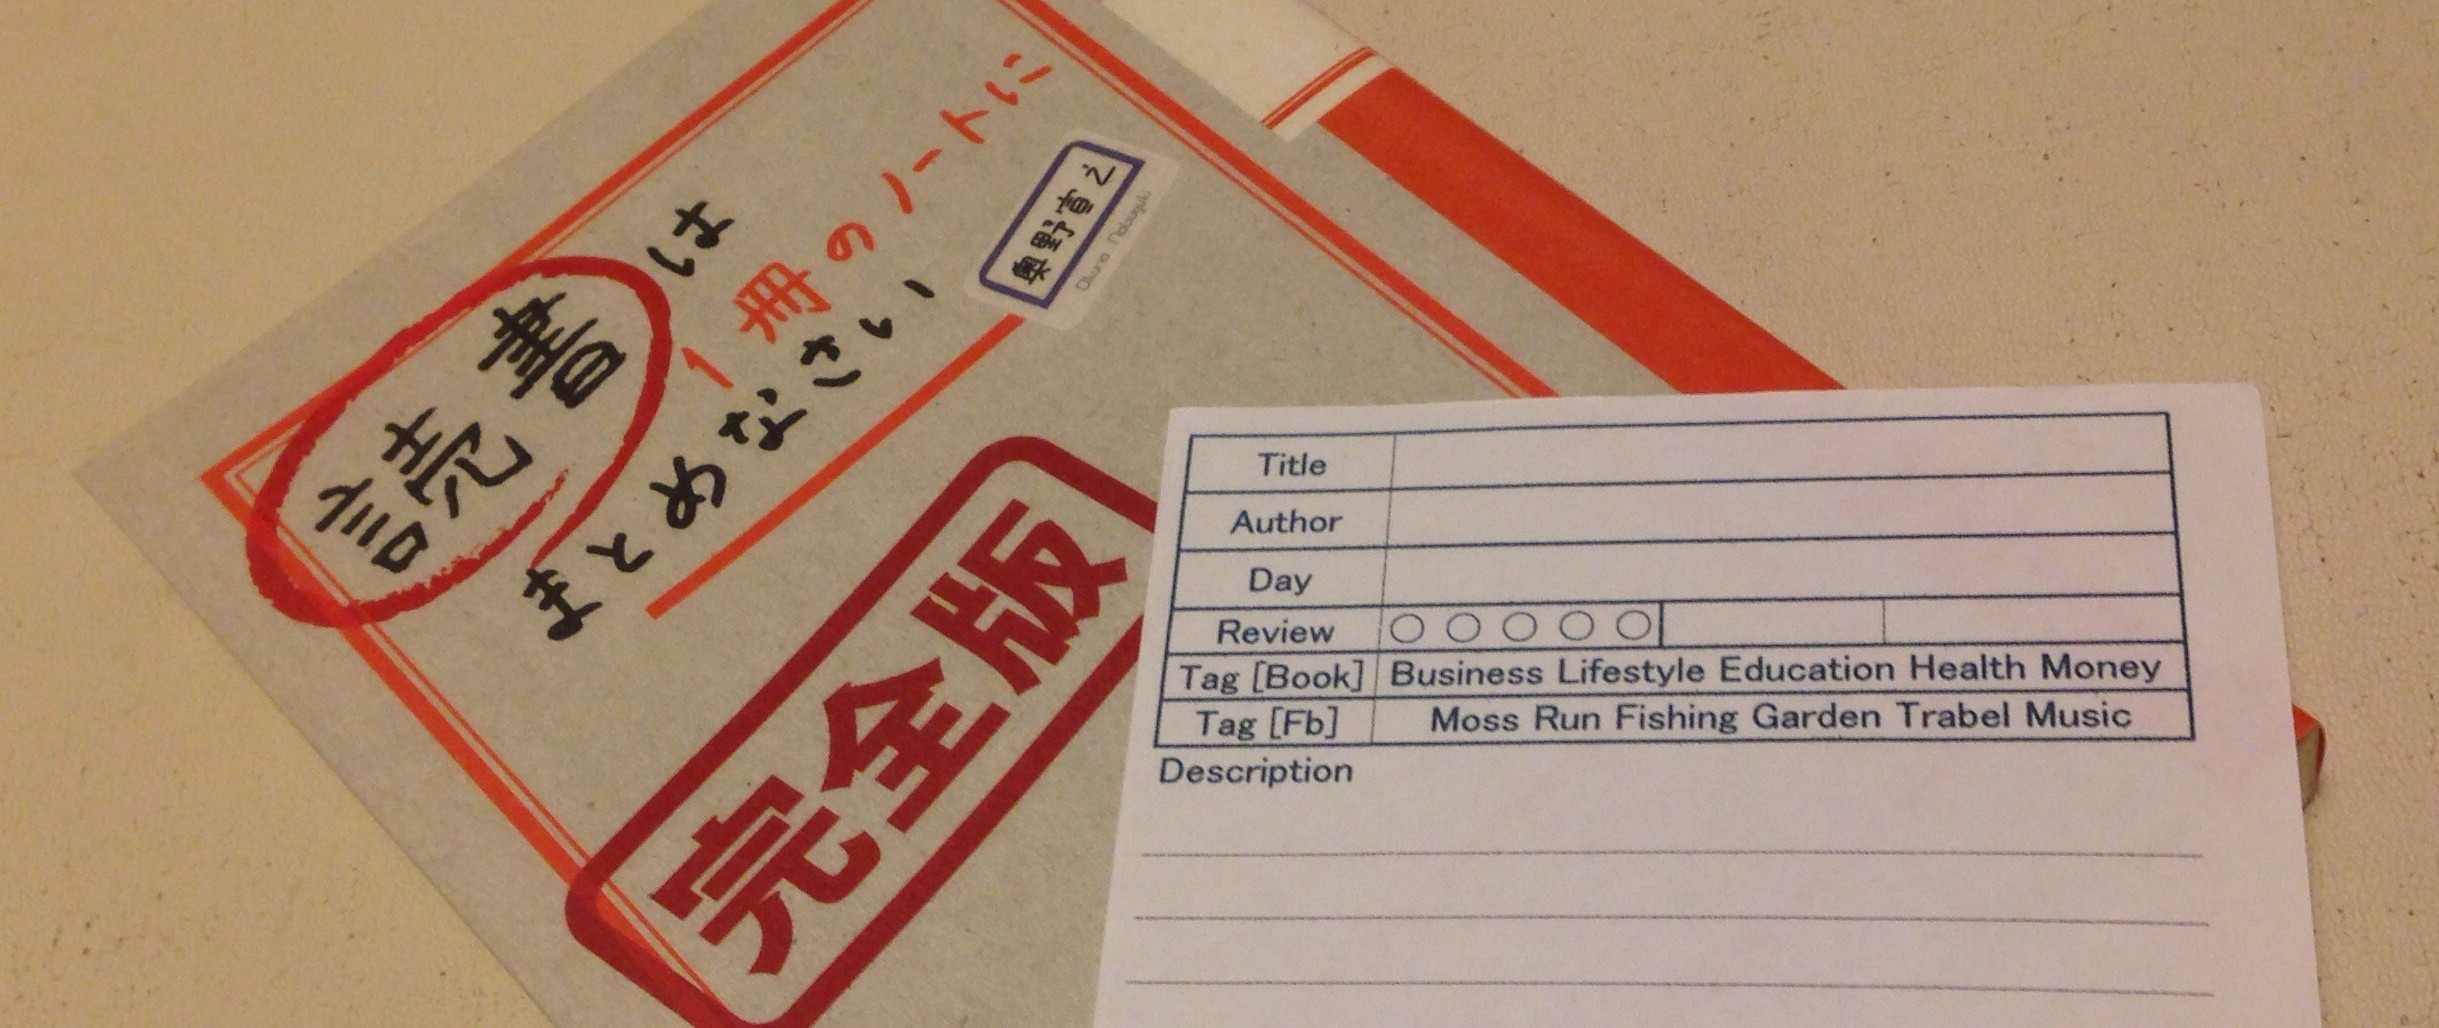 読書は
1冊のノートに
まとめなさい
奥野宣之
Okuno Nobuyuki
完全版
Title
Author
Day
Review ○ ○ ○ ○ ○
Tag [Book] Business Lifestyle Education Health Money
Tag [Fb] Moss Run Fishing Garden Trabel Music
Description